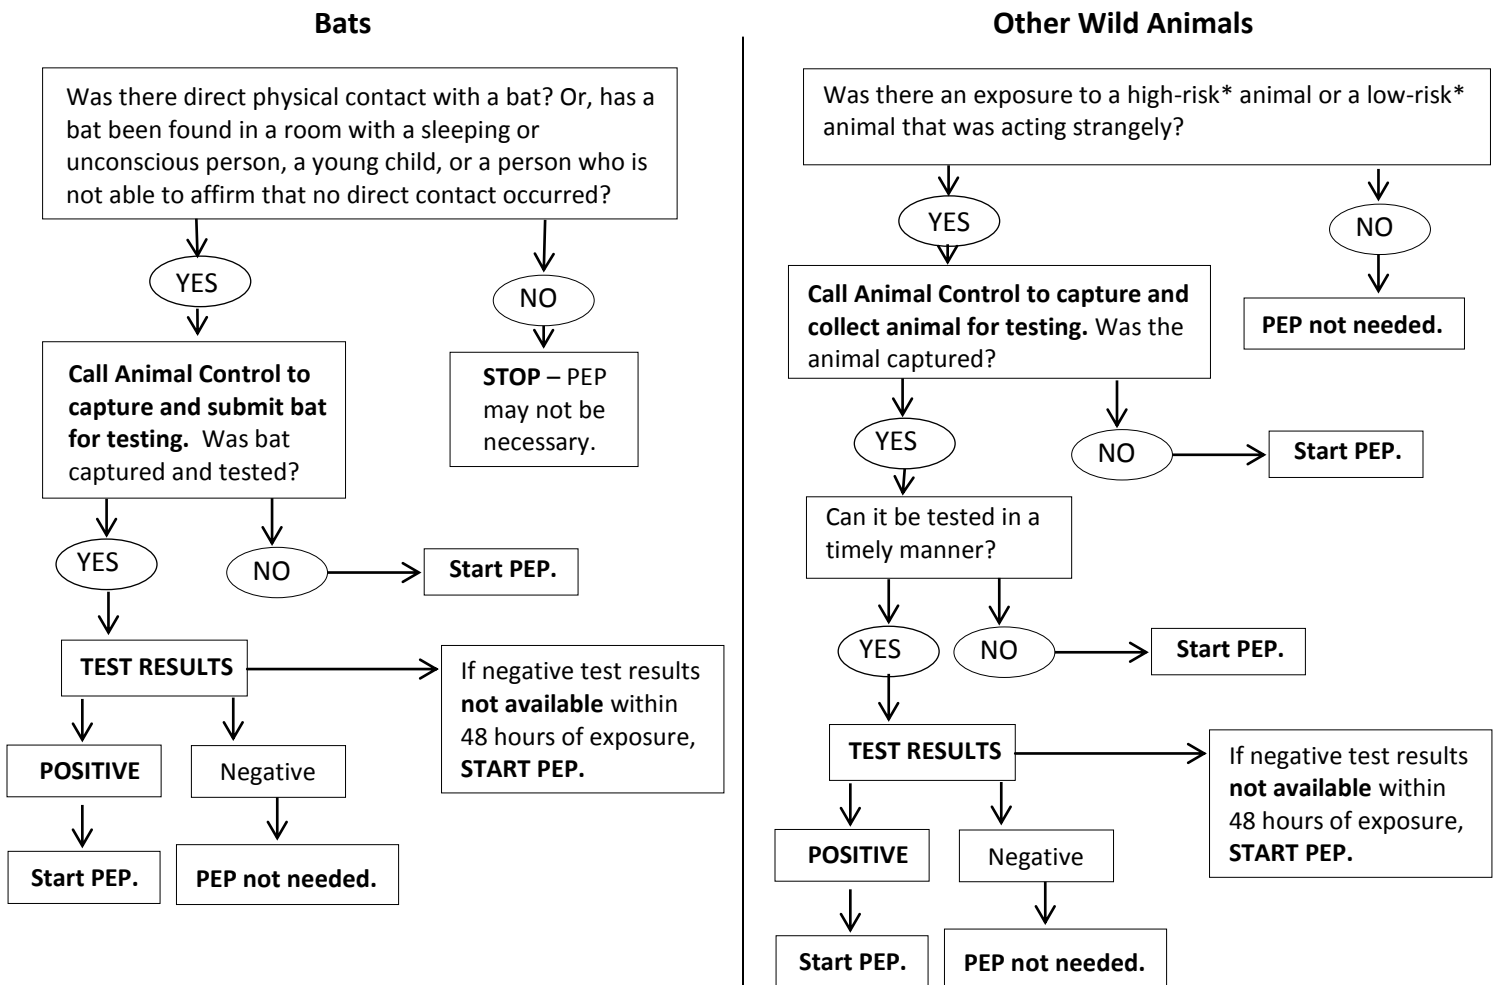 Bats
Was there direct physical contact with a bat? Or, has a
bat been found in a room with a sleeping or
unconscious person, a young child, or a person who is
not able to affirm that no direct contact occurred?
YES
NO
Call Animal Control to
capture and submit bat
for testing. Was bat
captured and tested?
STOP – PEP
may not be
necessary.
YES
NO
Start PEP.
TEST RESULTS
If negative test results
not available within
48 hours of exposure,
START PEP.
POSITIVE
Negative
Start PEP.
PEP not needed.
Other Wild Animals
Was there an exposure to a high-risk* animal or a low-risk*
animal that was acting strangely?
YES
NO
Call Animal Control to capture and
collect animal for testing. Was the
animal captured?
PEP not needed.
YES
NO
Start PEP.
Can it be tested in a
timely manner?
YES
NO
Start PEP.
TEST RESULTS
If negative test results
not available within
48 hours of exposure,
START PEP.
POSITIVE
Negative
Start PEP.
PEP not needed.